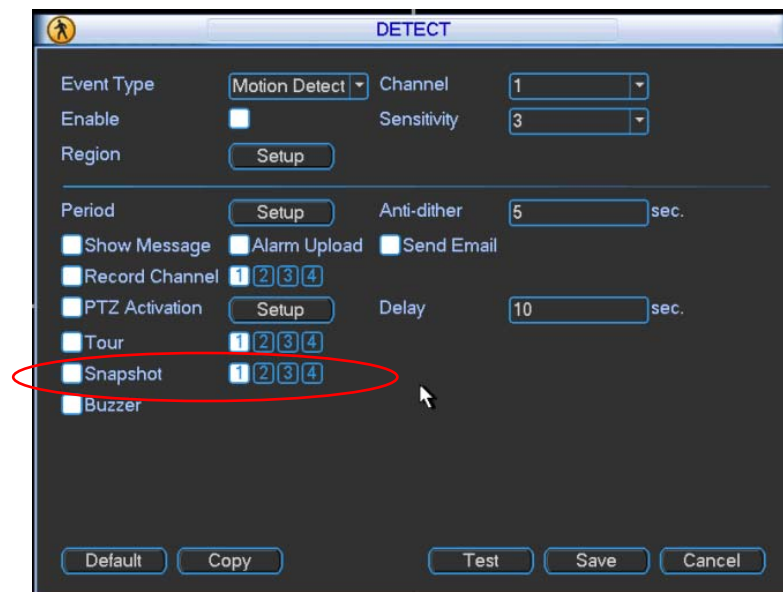 DETECT
Event Type Motion Detect Channel 1
Enable Sensitivity 3
Region Setup
Period Setup Anti-dither 5 sec.
Show Message Alarm Upload Send Email
Record Channel 1 2 3 4
PTZ Activation Setup Delay 10 sec.
Tour 1 2 3 4
Snapshot 1 2 3 4
Buzzer
Default Copy Test Save Cancel